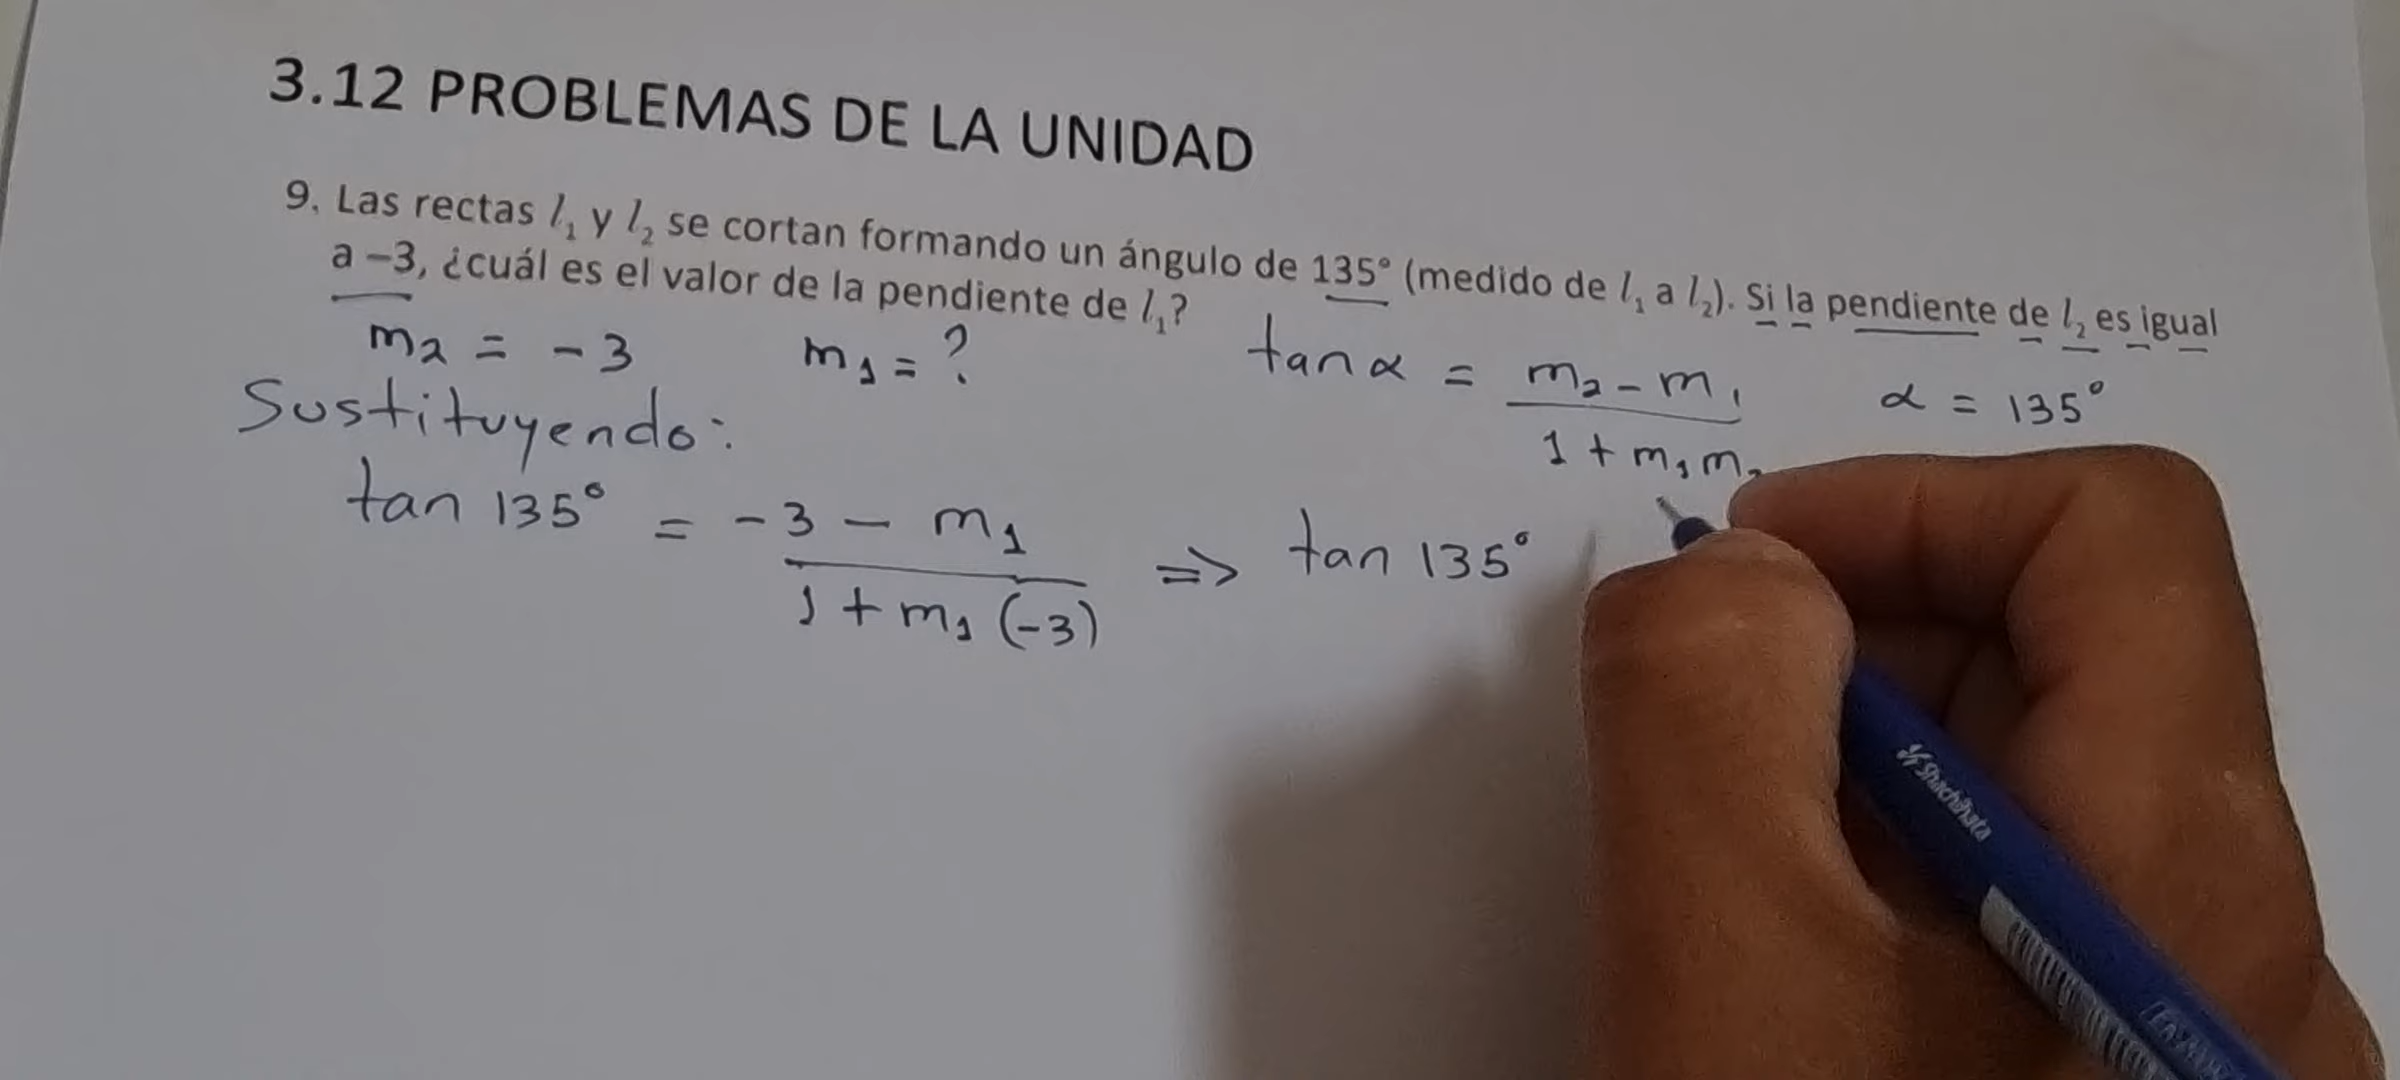 3.12 PROBLEMAS DE LA UNIDAD
9. Las rectas l₁ y l₂ se cortan formando un ángulo de 135° (medido de l₁ a l₂). Si la pendiente de l₂ es igual
a −3, ¿cuál es el valor de la pendiente de l₁?
m₂ = -3 m₁ = ? tan α = (m₂ - m₁)/(1 + m₁m₂) α = 135°
Sustituyendo:
tan 135° = (-3 - m₁)/(1 + m₁(-3)) => tan 135°
Shachihata